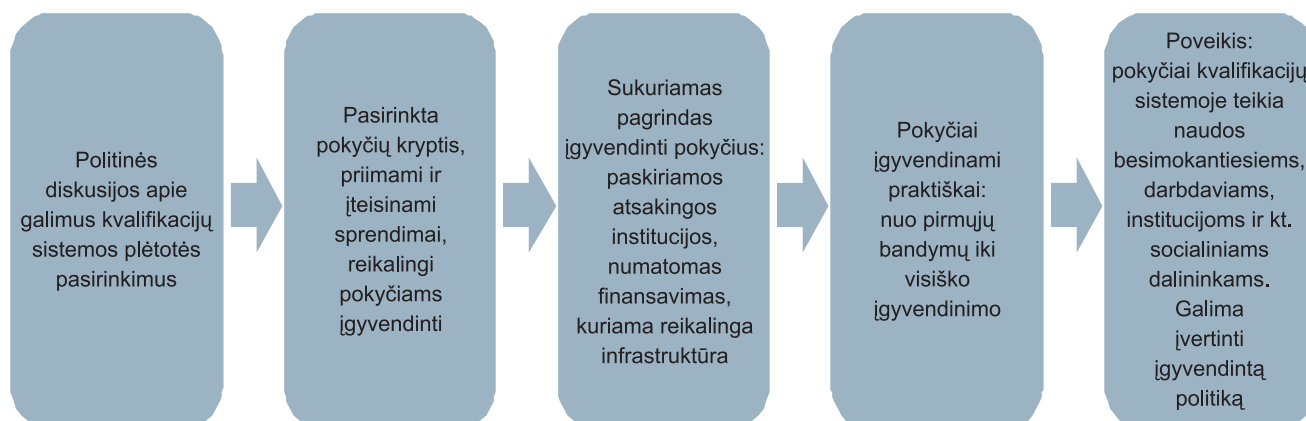 Politinės
diskusijos apie
galimus kvalifikacijų
sistemos plėtotės
pasirinkimus
Pasirinkta
pokyčių kryptis,
priimami ir
įteisinami
sprendimai,
reikalingi
pokyčiams
įgyvendinti
Sukuriamas
pagrindas
įgyvendinti pokyčius:
paskiriamos
atsakingos
institucijos,
numatomas
finansavimas,
kuriama reikalinga
infrastruktūra
Pokyčiai
įgyvendinami
praktiškai:
nuo pirmųjų
bandymų iki
visiško
įgyvendinimo
Poveikis:
pokyčiai kvalifikacijų
sistemoje teikia
naudos
besimokantiesiems,
darbdaviams,
institucijoms ir kt.
socialiniams
dalininkams.
Galima
įvertinti
įgyvendintą
politiką